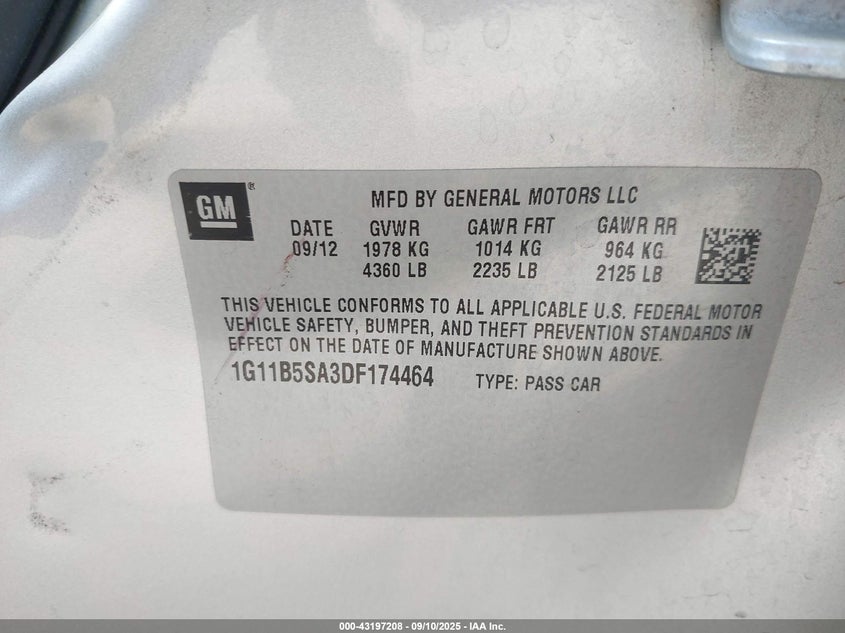 GM ®
MFD BY GENERAL MOTORS LLC
DATE GVWR GAWR FRT GAWR RR
09/12 1978 KG 1014 KG 964 KG
4360 LB 2235 LB 2125 LB
THIS VEHICLE CONFORMS TO ALL APPLICABLE U.S. FEDERAL MOTOR
VEHICLE SAFETY, BUMPER, AND THEFT PREVENTION STANDARDS IN
EFFECT ON THE DATE OF MANUFACTURE SHOWN ABOVE.
1G11B5SA3DF174464 TYPE: PASS CAR
000-43197208 - 09/10/2025 - IAA Inc.